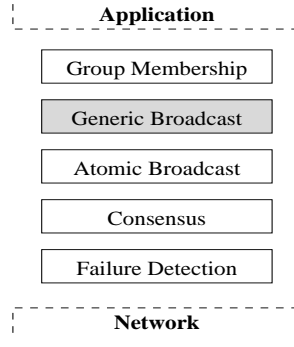 Application
Group Membership
Generic Broadcast
Atomic Broadcast
Consensus
Failure Detection
Network